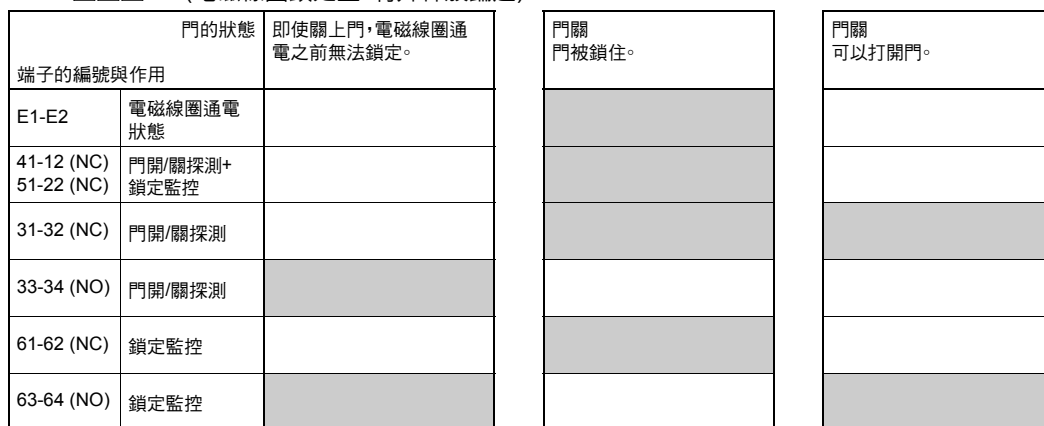 門的狀態
即使關上門，電磁線圈通
電之前無法鎖定。
門關
門被鎖住。
門關
可以打開門。
端子的編號與作用
E1-E2
電磁線圈通電
狀態
41-12 (NC)
51-22 (NC)
門開/關探測+
鎖定監控
31-32 (NC)
門開/關探測
33-34 (NO)
門開/關探測
61-62 (NC)
鎖定監控
63-64 (NO)
鎖定監控